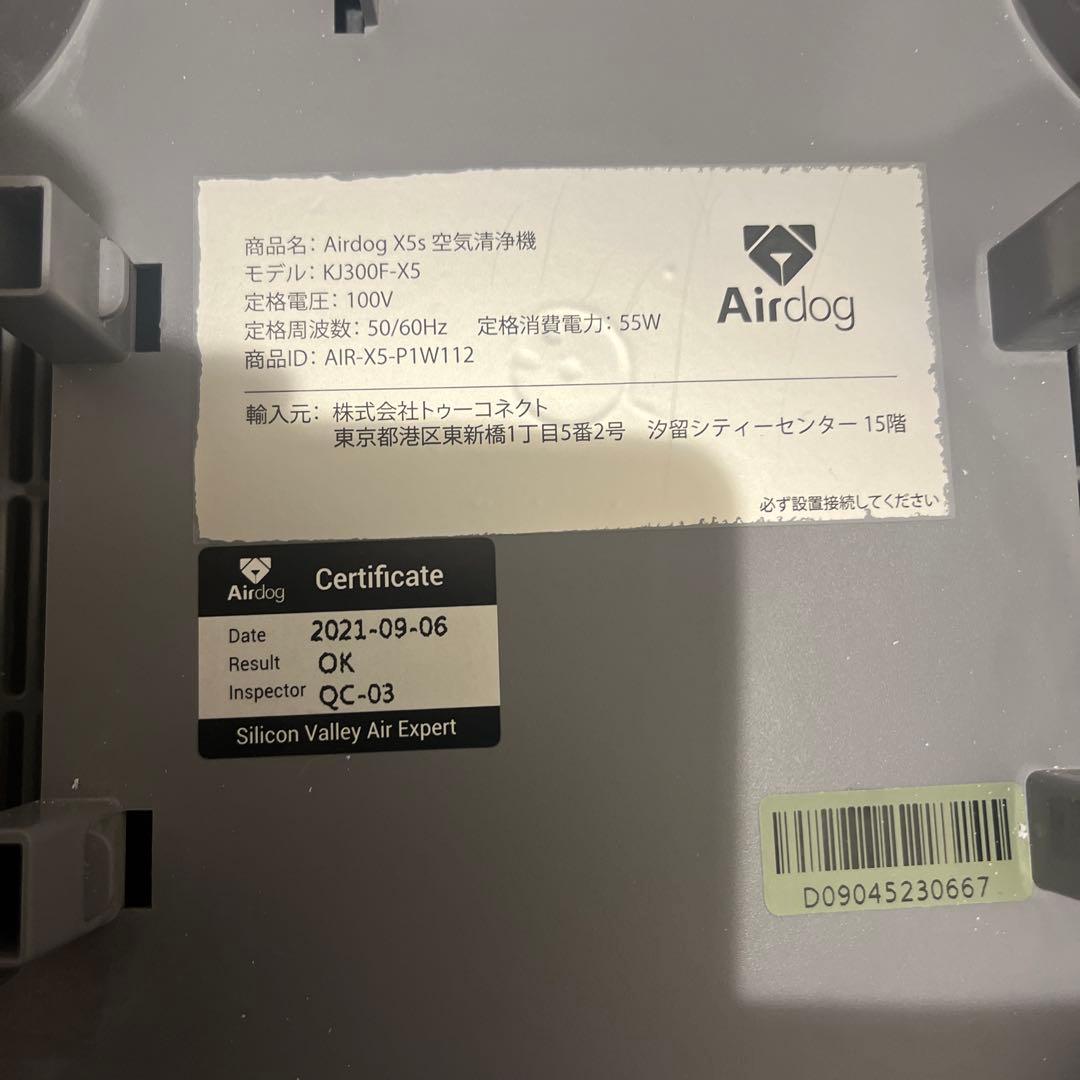 商品名: Airdog X5s 空気清浄機
モデル: KJ300F-X5
定格電圧: 100V
定格周波数: 50/60Hz 定格消費電力: 55W
商品ID: AIR-X5-P1W112
Airdog
輸入元: 株式会社トゥーコネクト
東京都港区東新橋1丁目5番2号 汐留シティーセンター 15階
必ず設置接続してください
Airdog Certificate
Date 2021-09-06
Result OK
Inspector QC-03
Silicon Valley Air Expert
D09045230667